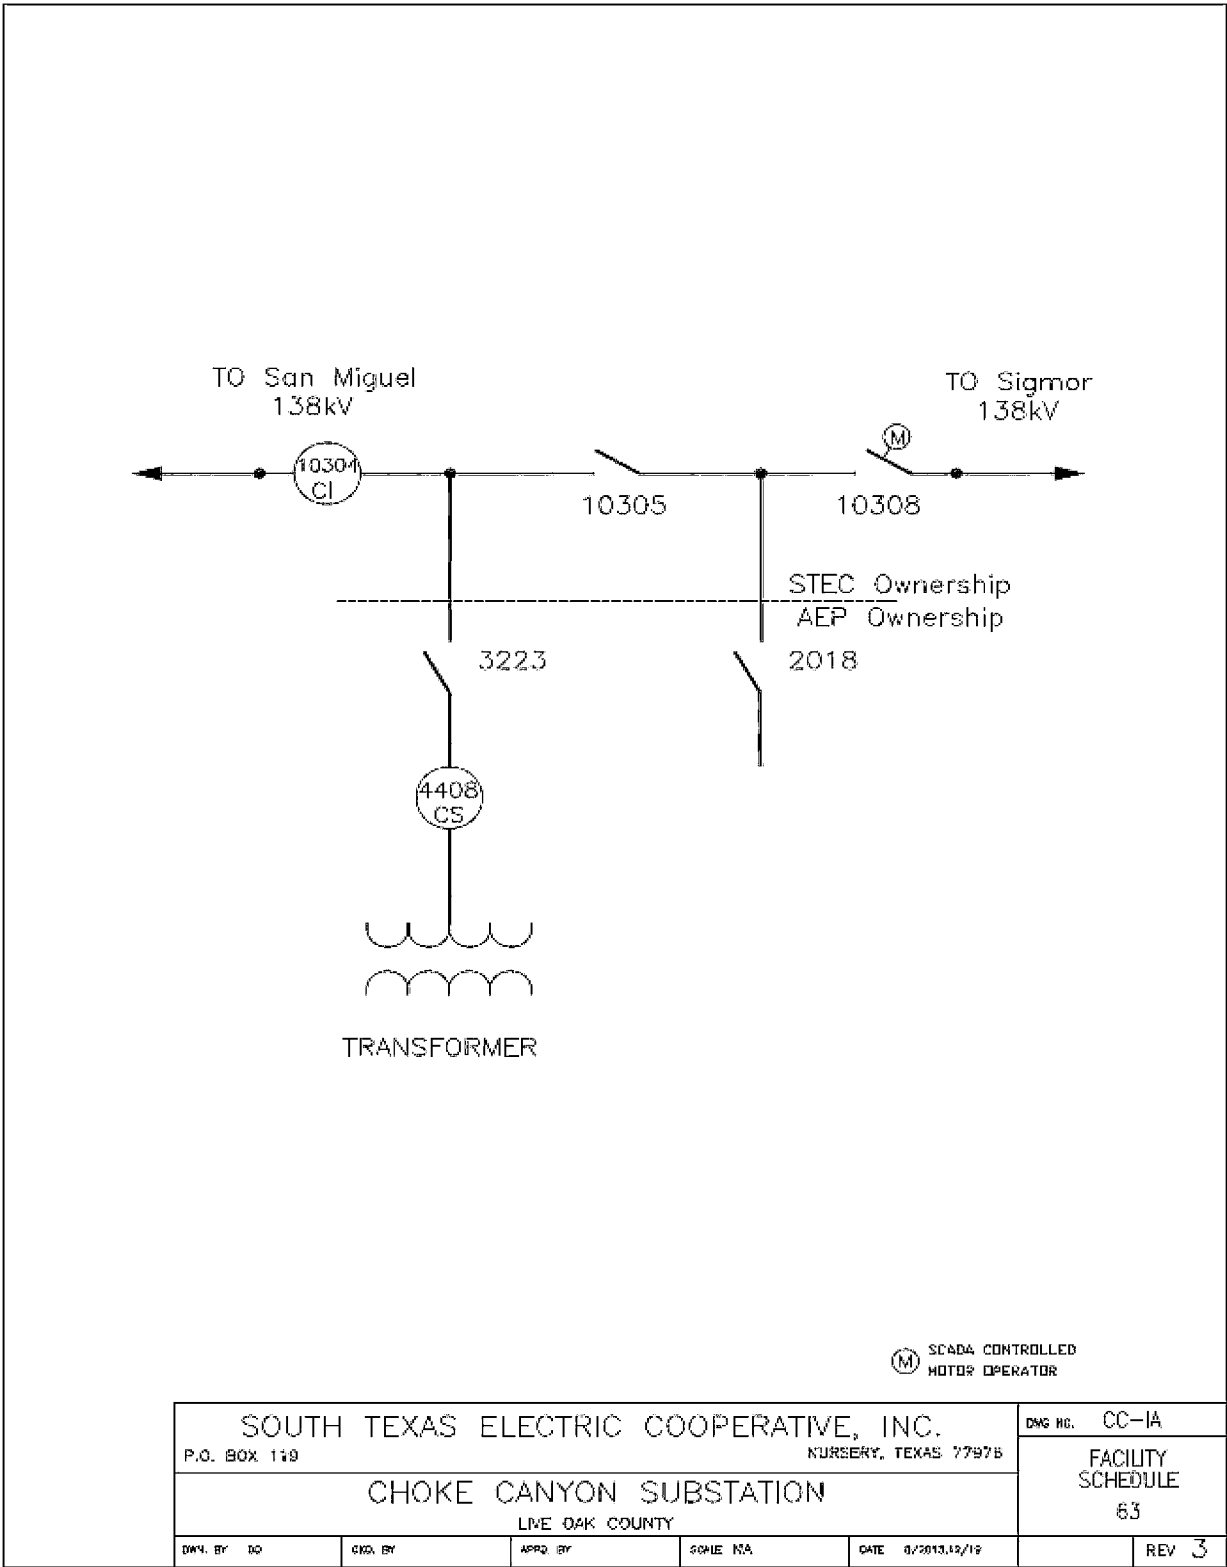 TO San Miguel
138kV
TO Sigmor
138kV
M
10304
CI
10305
10308
STEC Ownership
AEP Ownership
3223
2018
4408
CS
TRANSFORMER
M SCADA CONTROLLED
MOTOR OPERATOR
SOUTH TEXAS ELECTRIC COOPERATIVE, INC.
P.O. BOX 119
NURSERY, TEXAS 77976
DWG NO. CC-IA
FACILITY
SCHEDULE
63
CHOKE CANYON SUBSTATION
LIVE OAK COUNTY
DWN. BY DO
CKD. BY
APPD. BY
SCALE NA
DATE
REV 3